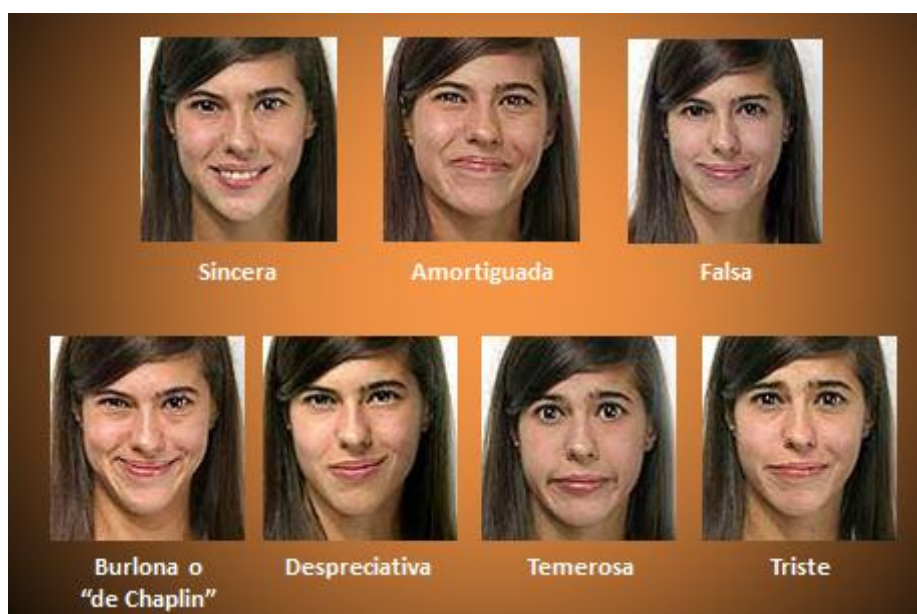 Sincera
Amortiguada
Falsa
Burlona o
“de Chaplin”
Despreciativa
Temerosa
Triste